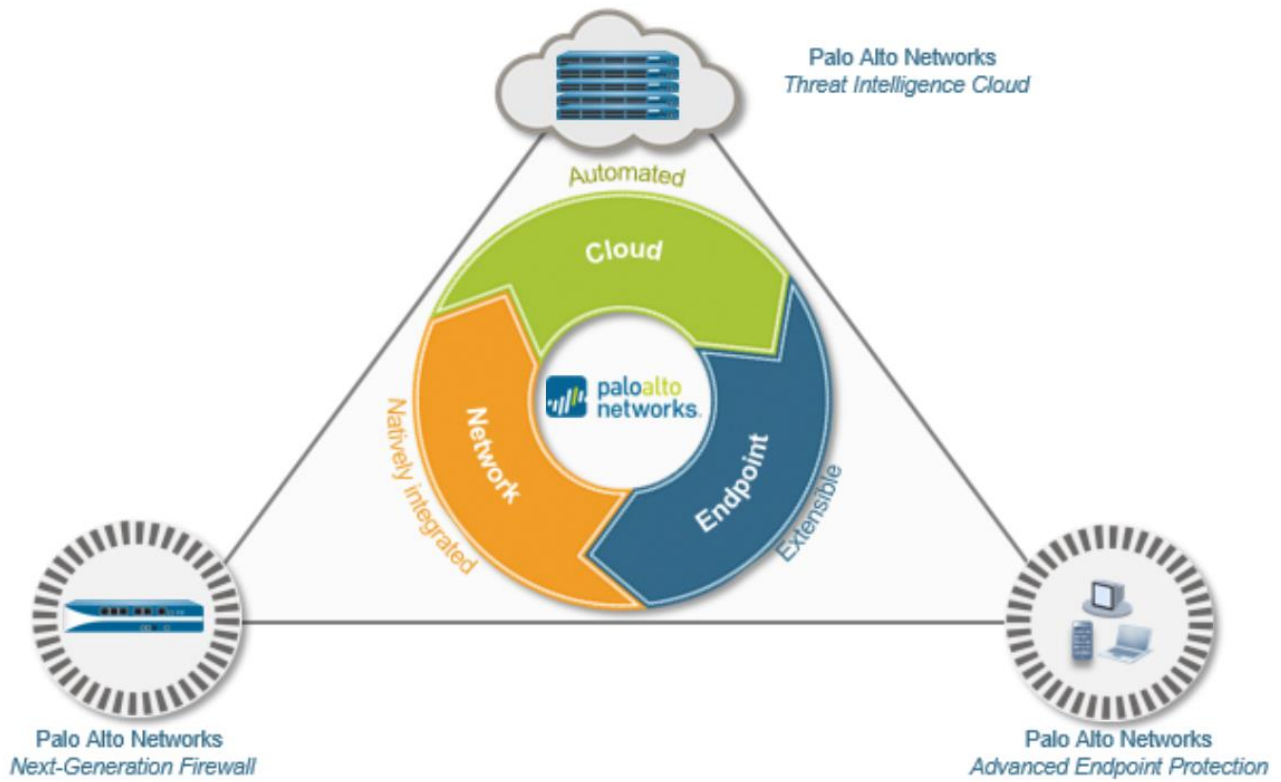 Palo Alto Networks
Threat Intelligence Cloud
Automated
Cloud
paloalto
networks.
Network
Natively integrated
Endpoint
Extensible
Palo Alto Networks
Next-Generation Firewall
Palo Alto Networks
Advanced Endpoint Protection